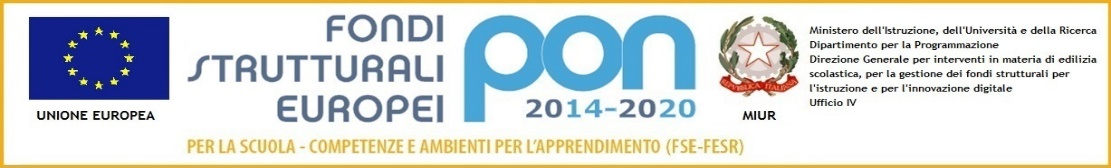 UNIONE EUROPEA
FONDI
STRUTTURALI
EUROPEI
pon
2014-2020
PER LA SCUOLA - COMPETENZE E AMBIENTI PER L'APPRENDIMENTO (FSE-FESR)
REPVBBLICA ITALIANA
MIUR
Ministero dell'Istruzione, dell'Università e della Ricerca
Dipartimento per la Programmazione
Direzione Generale per interventi in materia di edilizia
scolastica, per la gestione dei fondi strutturali per
l'istruzione e per l'innovazione digitale
Ufficio IV